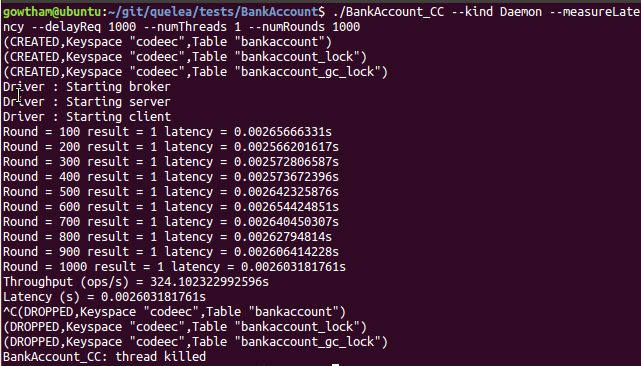 gowtham@ubuntu:~/git/quelea/tests/BankAccount$ ./BankAccount_CC --kind Daemon --measureLate
ncy --delayReq 1000 --numThreads 1 --numRounds 1000
(CREATED,Keyspace "codeec",Table "bankaccount")
(CREATED,Keyspace "codeec",Table "bankaccount_lock")
(CREATED,Keyspace "codeec",Table "bankaccount_gc_lock")
Driver : Starting broker
Driver : Starting server
Driver : Starting client
Round = 100 result = 1 latency = 0.00265666331s
Round = 200 result = 1 latency = 0.002566201617s
Round = 300 result = 1 latency = 0.002572806587s
Round = 400 result = 1 latency = 0.002573672396s
Round = 500 result = 1 latency = 0.002642325876s
Round = 600 result = 1 latency = 0.002654424851s
Round = 700 result = 1 latency = 0.002640450307s
Round = 800 result = 1 latency = 0.00262794814s
Round = 900 result = 1 latency = 0.002606414228s
Round = 1000 result = 1 latency = 0.002603181761s
Throughput (ops/s) = 324.102322992596s
Latency (s) = 0.002603181761s
^C(DROPPED,Keyspace "codeec",Table "bankaccount")
(DROPPED,Keyspace "codeec",Table "bankaccount_lock")
(DROPPED,Keyspace "codeec",Table "bankaccount_gc_lock")
BankAccount_CC: thread killed